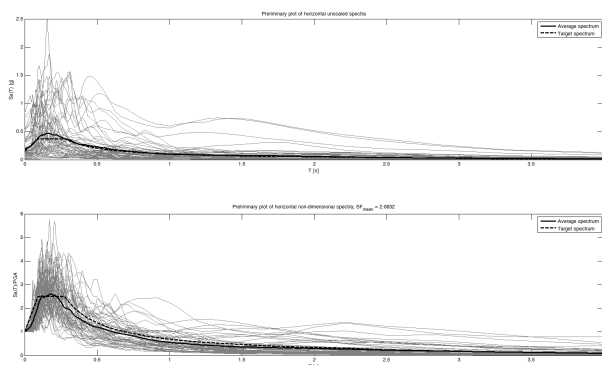 Preliminary plot of horizontal unscaled spectra
Average spectrum
Target spectrum
2.5
2
1.5
1
0.5
0
Sa(T) [g]
0 0.5 1 1.5 2 2.5 3 3.5
T [s]
Preliminary plot of horizontal non-dimensional spectra, SFmean = 2.0832
Average spectrum
Target spectrum
6
5
4
3
2
1
0
Sa(T)/PGA
0 0.5 1 1.5 2 2.5 3 3.5